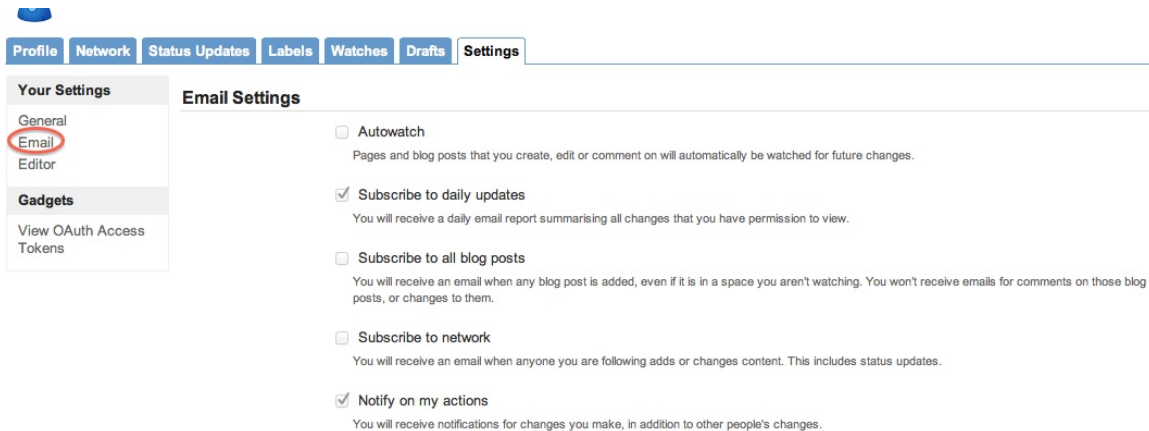 Profile Network Status Updates Labels Watches Drafts Settings
Your Settings
General
Email
Editor
Gadgets
View OAuth Access
Tokens
Email Settings
Autowatch
Pages and blog posts that you create, edit or comment on will automatically be watched for future changes.
Subscribe to daily updates
You will receive a daily email report summarising all changes that you have permission to view.
Subscribe to all blog posts
You will receive an email when any blog post is added, even if it is in a space you aren't watching. You won't receive emails for comments on those blog
posts, or changes to them.
Subscribe to network
You will receive an email when anyone you are following adds or changes content. This includes status updates.
Notify on my actions
You will receive notifications for changes you make, in addition to other people's changes.